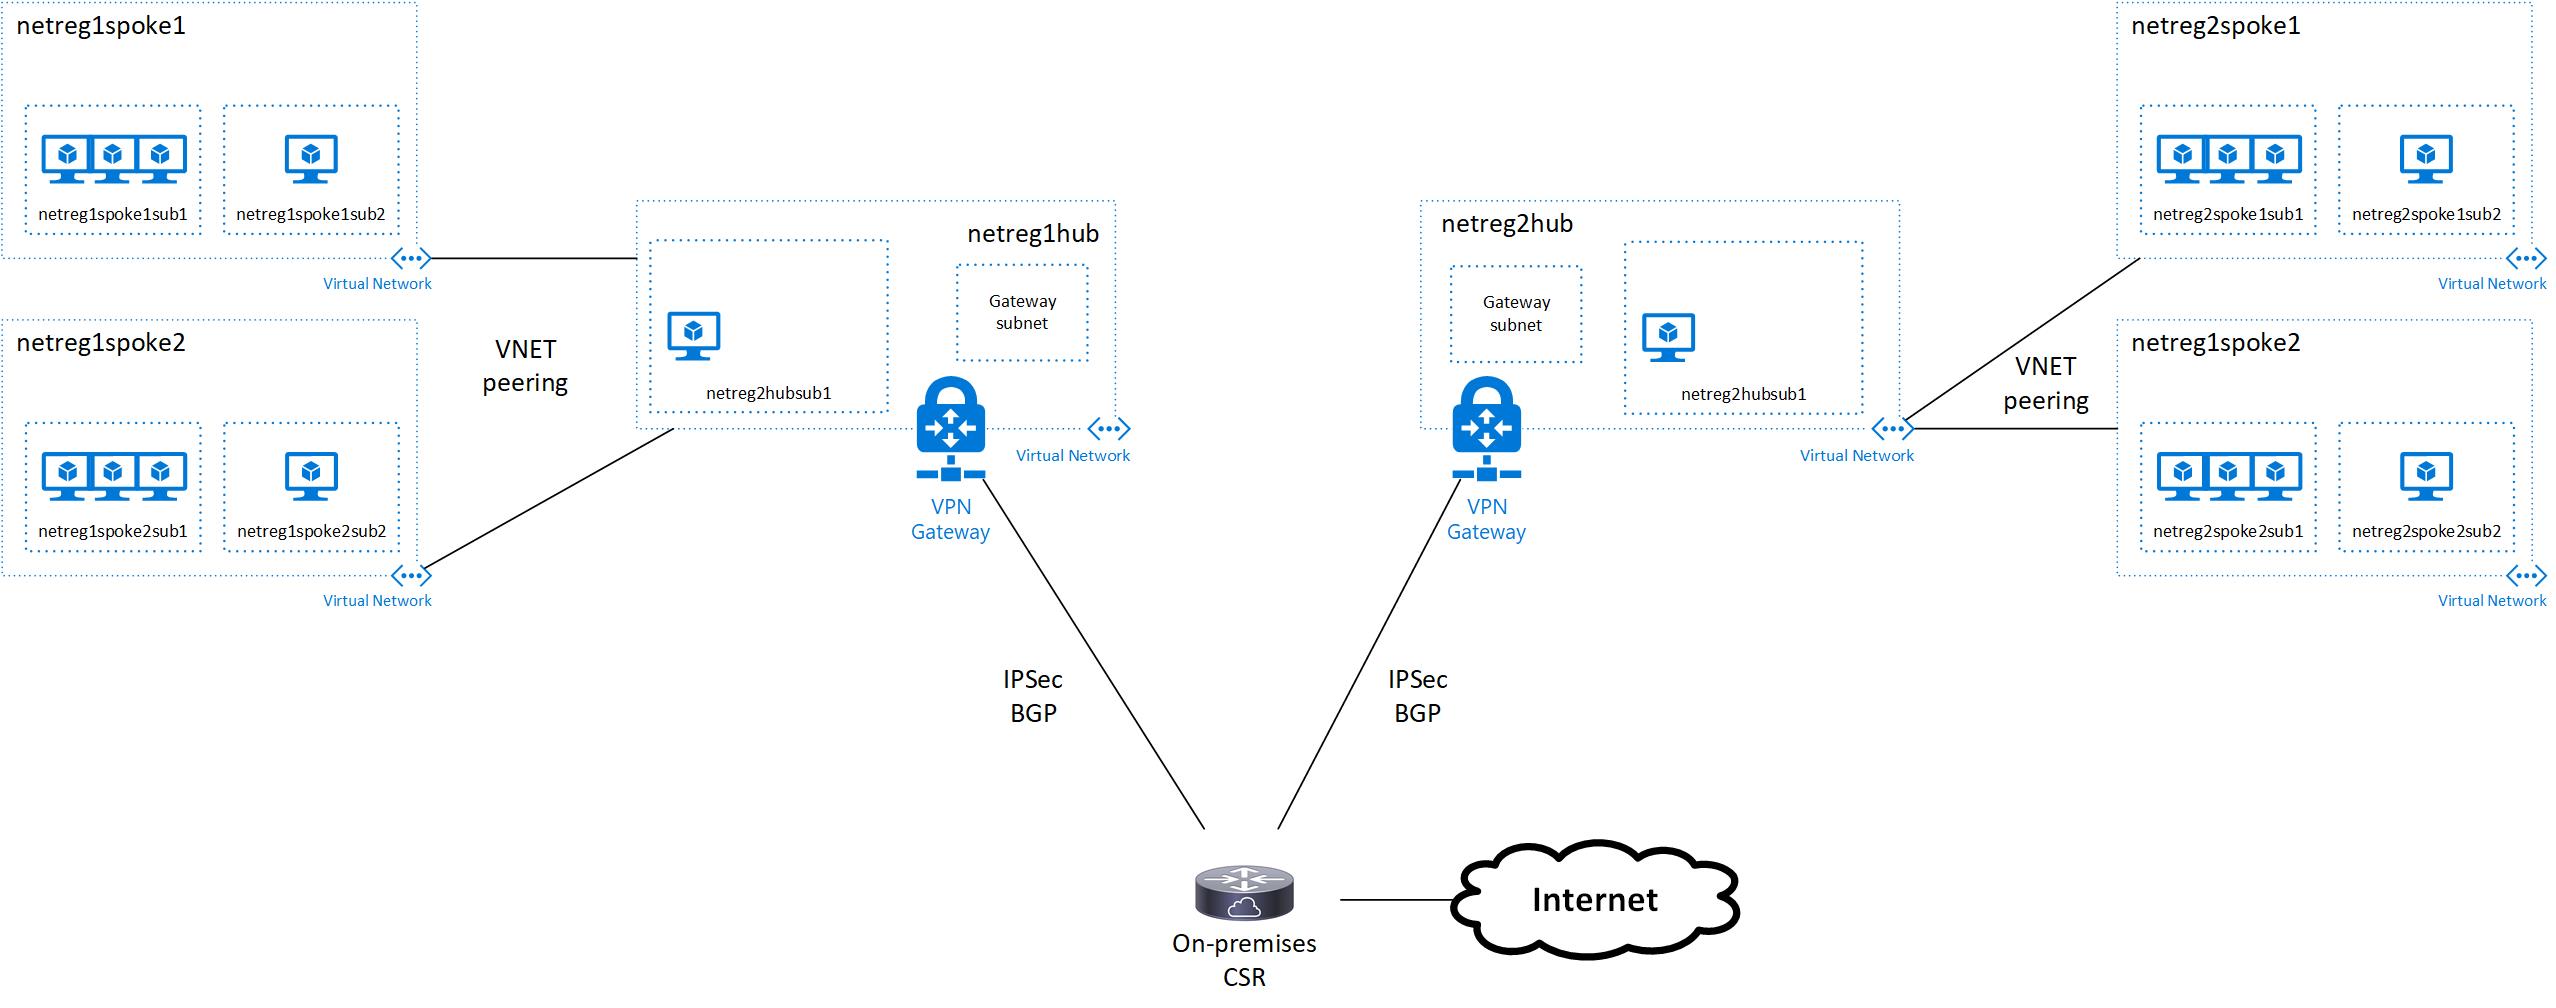 netreg1spoke1
netreg1spoke1sub1
netreg1spoke1sub2
Virtual Network
netreg1spoke2
netreg1spoke2sub1
netreg1spoke2sub2
Virtual Network
VNET
peering
netreg1hub
Gateway
subnet
netreg2hubsub1
Virtual Network
VPN
Gateway
netreg2hub
Gateway
subnet
netreg2hubsub1
Virtual Network
VPN
Gateway
VNET
peering
netreg2spoke1
netreg2spoke1sub1
netreg2spoke1sub2
Virtual Network
netreg1spoke2
netreg2spoke2sub1
netreg2spoke2sub2
Virtual Network
IPSec
BGP
IPSec
BGP
On-premises
CSR
Internet